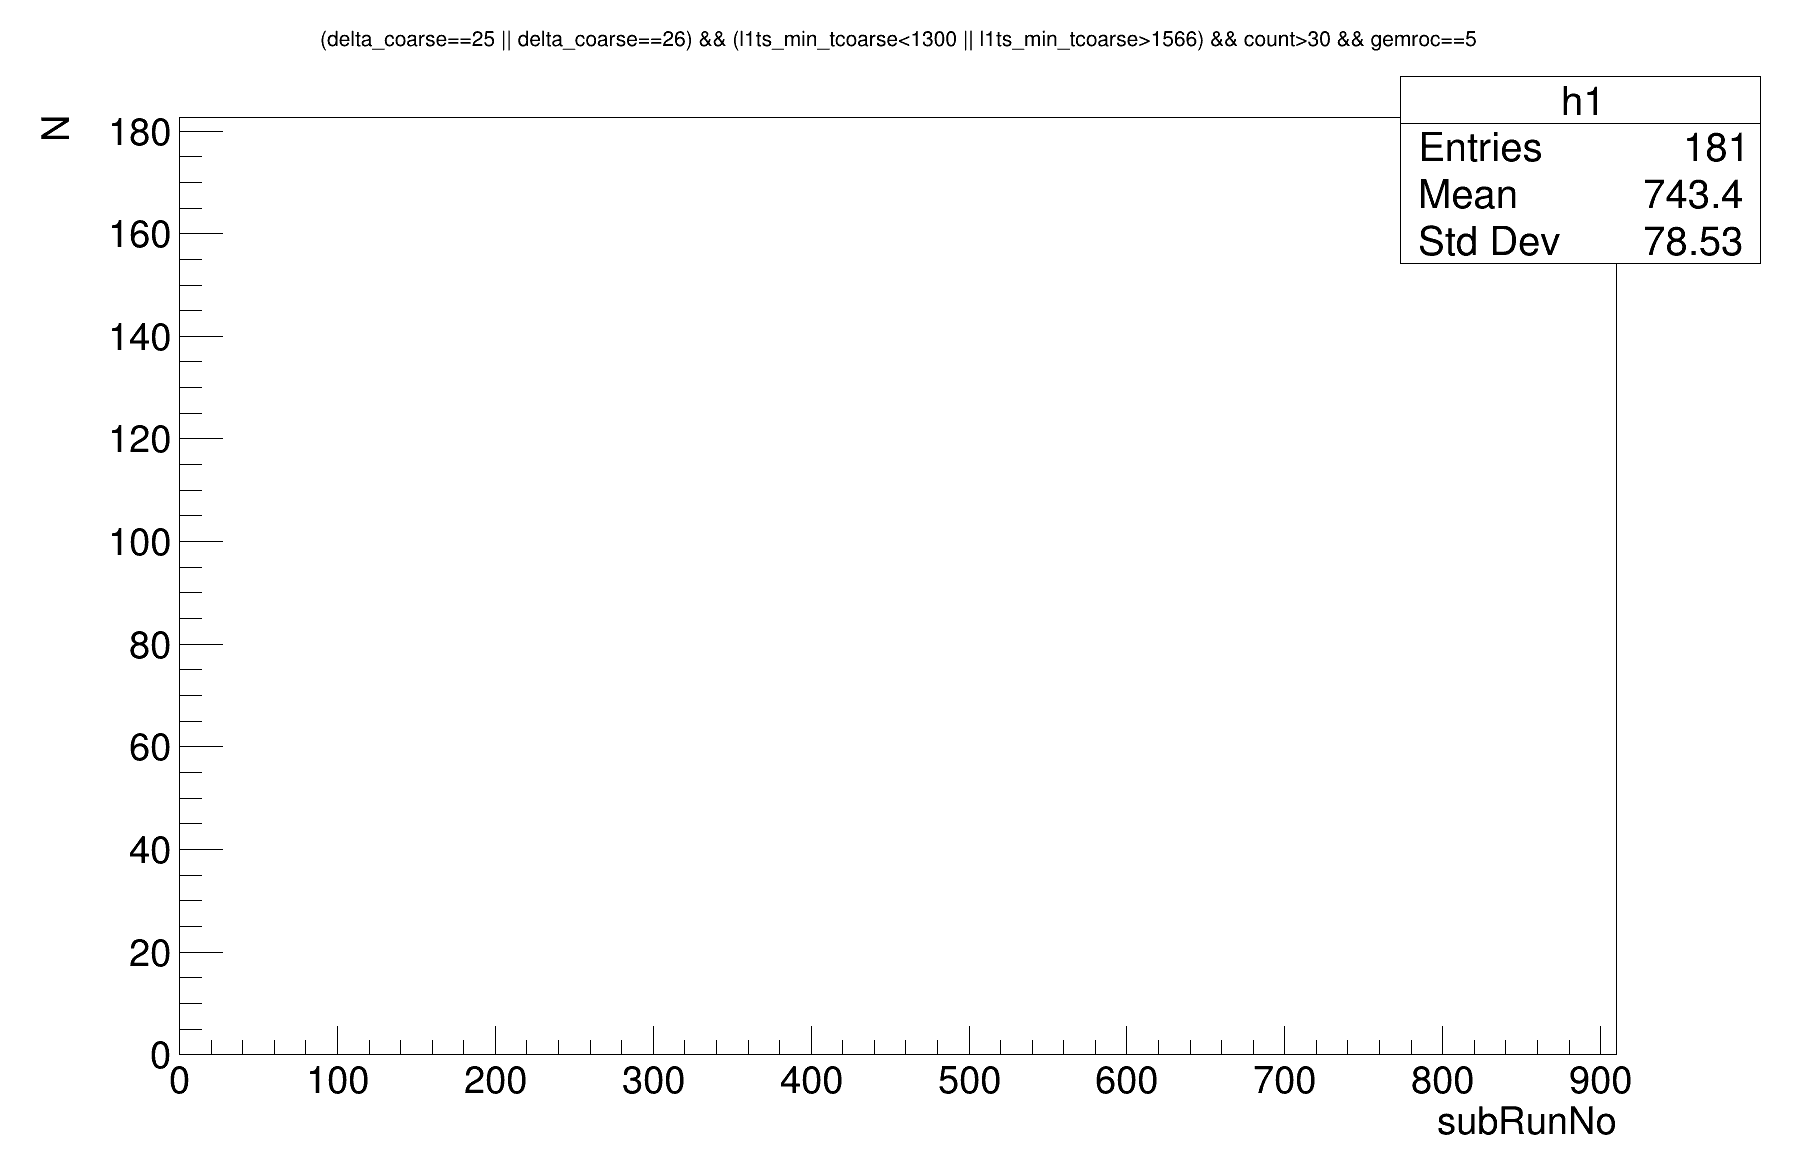 (delta_coarse==25 || delta_coarse==26) && (l1ts_min_tcoarse<1300 || l1ts_min_tcoarse>1566) && count>30 && gemroc==5
h1
Entries 181
Mean 743.4
Std Dev 78.53
N
180
160
140
120
100
80
60
40
20
0
0 100 200 300 400 500 600 700 800 900
subRunNo